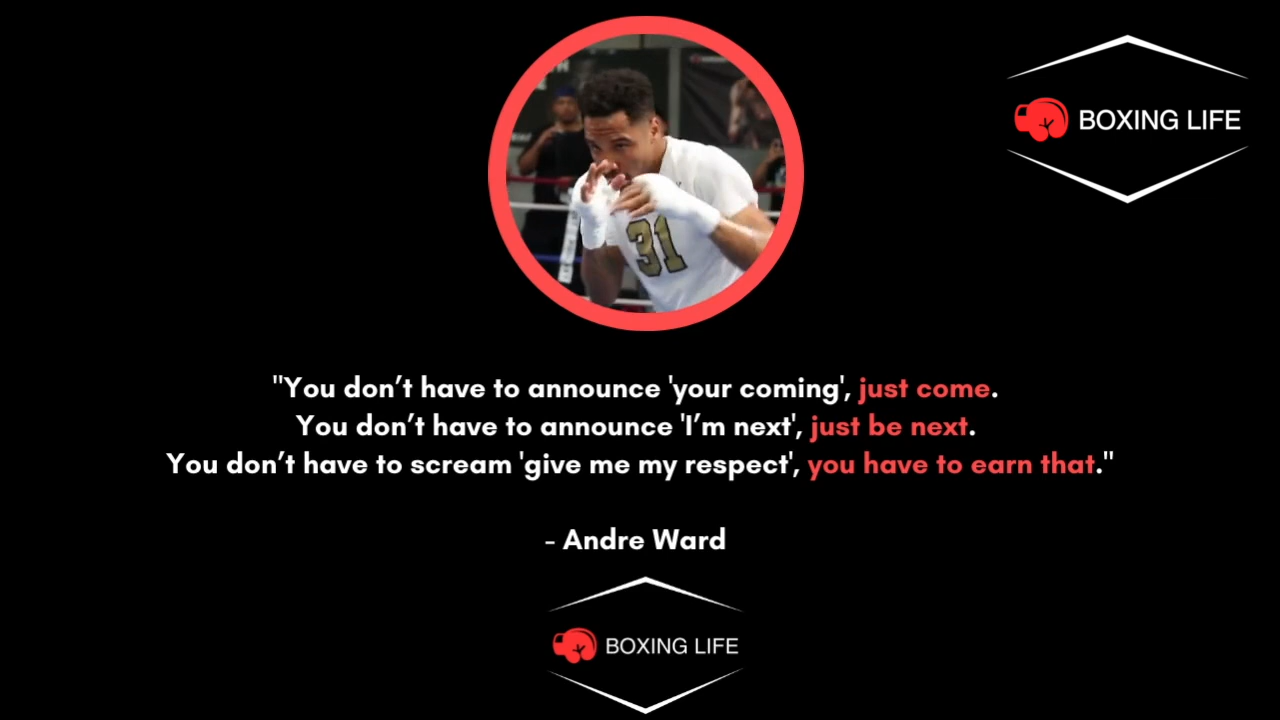 31
BOXING LIFE
"You don’t have to announce 'your coming', just come.
You don’t have to announce 'I’m next', just be next.
You don’t have to scream 'give me my respect', you have to earn that."
- Andre Ward
BOXING LIFE